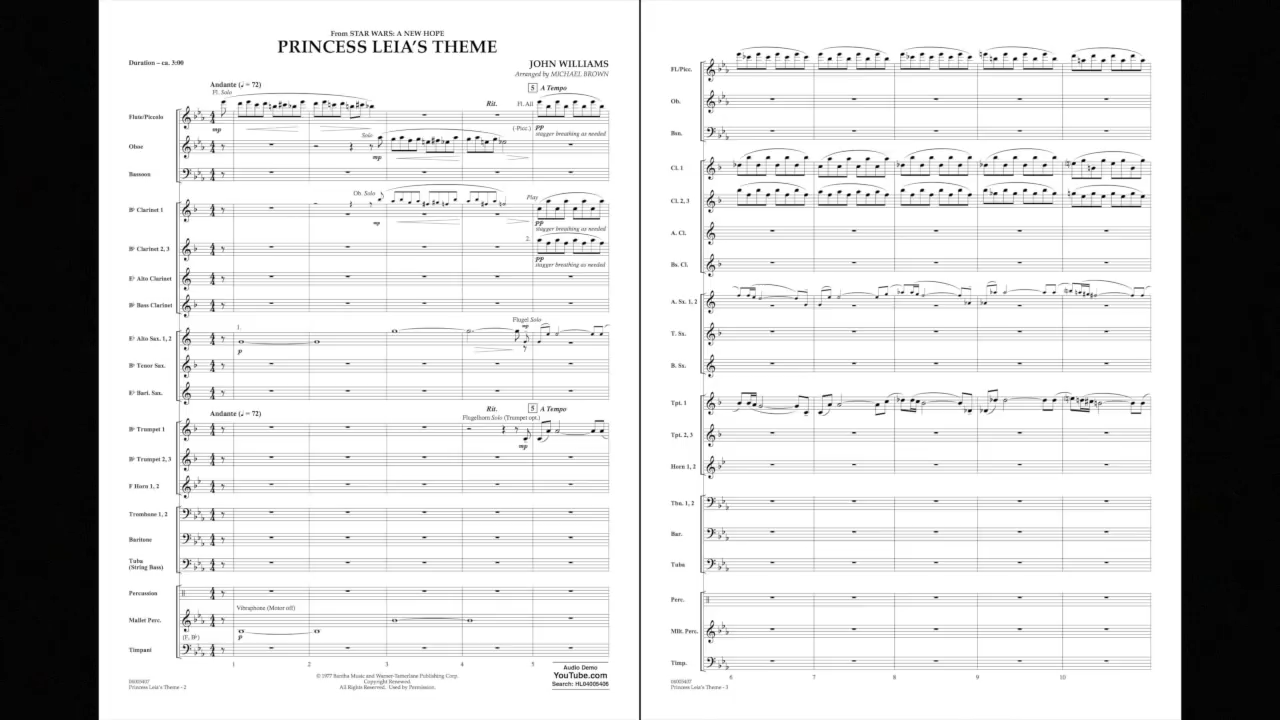 From STAR WARS: A NEW HOPE
PRINCESS LEIA'S THEME
Duration – ca. 3:00
JOHN WILLIAMS
Arranged by MICHAEL BROWN
Andante (♩ = 72)
Fl. Solo
Rit.
5 A Tempo
Fl. All
Flute/Piccolo
mp
(-Picc.)
pp
stagger breathing as needed
Solo
Oboe
mp
Bassoon
Ob. Solo
Play
B♭ Clarinet 1
mp
pp
stagger breathing as needed
2.
B♭ Clarinet 2, 3
pp
stagger breathing as needed
E♭ Alto Clarinet
B♭ Bass Clarinet
Flugel Solo
1.
mp
E♭ Alto Sax. 1, 2
p
B♭ Tenor Sax.
E♭ Bari. Sax.
Andante (♩ = 72)
Rit.
5 A Tempo
Flugelhorn Solo (Trumpet opt.)
B♭ Trumpet 1
mp
B♭ Trumpet 2, 3
F Horn 1, 2
Trombone 1, 2
Baritone
Tuba
(String Bass)
Percussion
Vibraphone (Motor off)
Mallet Perc.
p
(F, B♭)
Timpani
1 2 3 4 5
© 1977 Bantha Music and Warner-Tamerlane Publishing Corp.
Copyright Renewed.
All Rights Reserved. Used by Permission.
Audio Demo
YouTube.com
Search: HL04006406
Princess Leia's Theme - 2
Fl./Picc.
Ob.
Bsn.
Cl. 1
Cl. 2, 3
A. Cl.
Bs. Cl.
A. Sx. 1, 2
T. Sx.
B. Sx.
Tpt. 1
Tpt. 2, 3
Horn 1, 2
Tbn. 1, 2
Bar.
Tuba
Perc.
Mlt. Perc.
Timp.
6 7 8 9 10
Princess Leia's Theme - 3